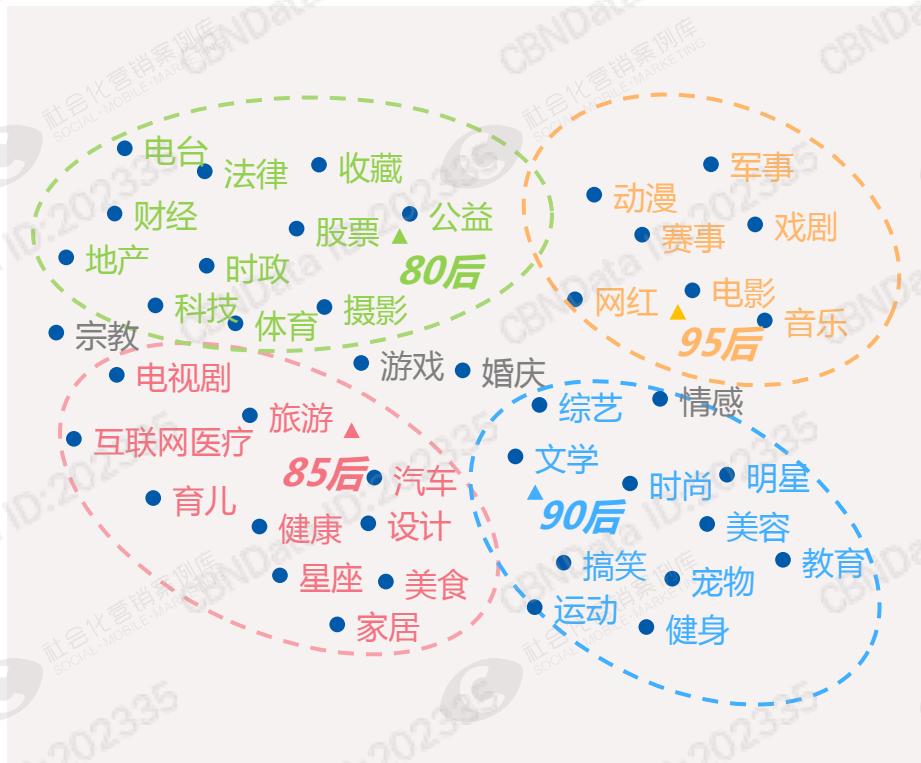 电台
法律
收藏
财经
股票
公益
地产
时政
80后
科技
体育
摄影
宗教
军事
动漫
赛事
戏剧
网红
电影
音乐
95后
游戏
婚庆
情感
电视剧
旅游
互联网医疗
85后
汽车
育儿
健康
设计
星座
美食
家居
综艺
文学
时尚
明星
90后
美容
搞笑
宠物
教育
运动
健身
CBNData ID:202335
社会化营销案例库
SOCIAL·MOBILE·MARKETING